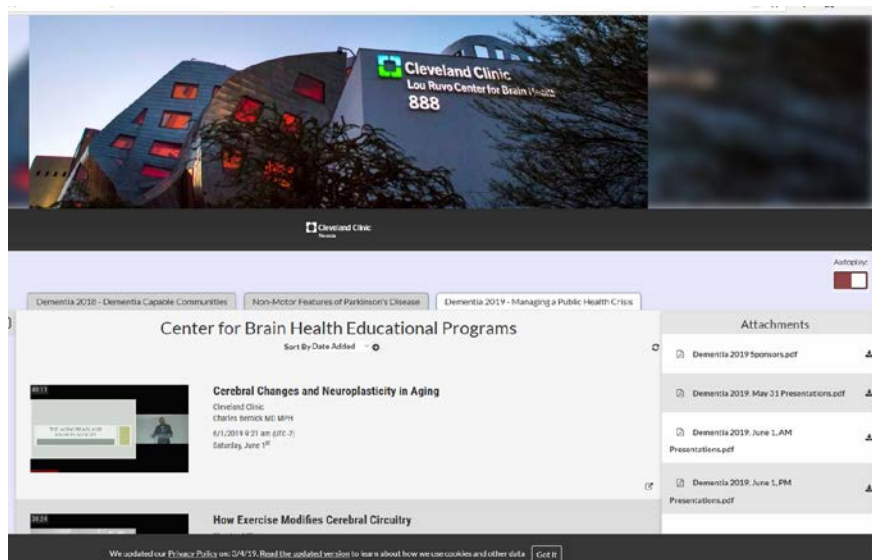 Cleveland Clinic
Lou Ruvo Center for Brain Health
888
Cleveland Clinic
Nevada
Autoplay:
Dementia 2018 - Dementia Capable Communities
Non-Motor Features of Parkinson's Disease
Dementia 2019 - Managing a Public Health Crisis
Center for Brain Health Educational Programs
Sort By Date Added
Cerebral Changes and Neuroplasticity in Aging
Cleveland Clinic
Charles Bernick MD MPH
6/1/2019 9:21 am (UTC-7)
Saturday, June 1st
How Exercise Modifies Cerebral Circuitry
Attachments
Dementia 2019 Sponsors.pdf
Dementia 2019. May 31 Presentations.pdf
Dementia 2019. June 1, AM
Presentations.pdf
Dementia 2019. June 1, PM
Presentations.pdf
We updated our Privacy Policy on: 3/4/19. Read the updated version to learn about how we use cookies and other data
Got It